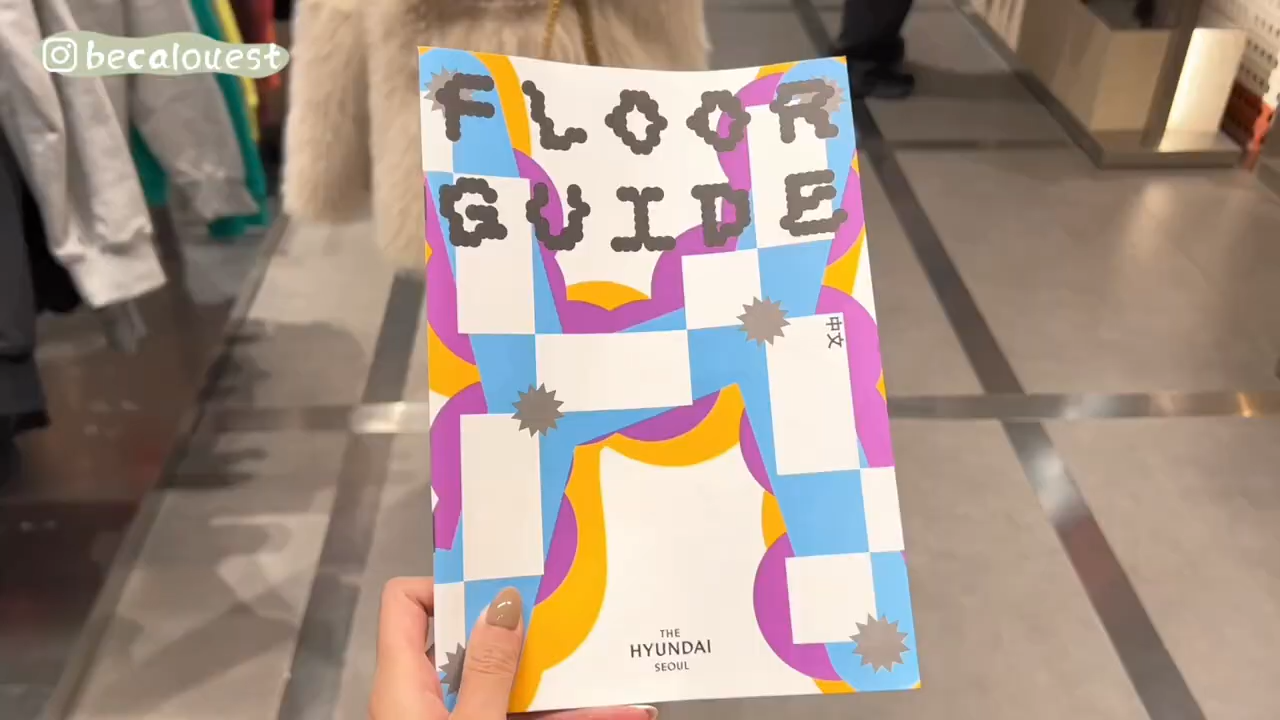 becalouest
FLOOR
GUIDE
中文
THE
HYUNDAI
SEOUL